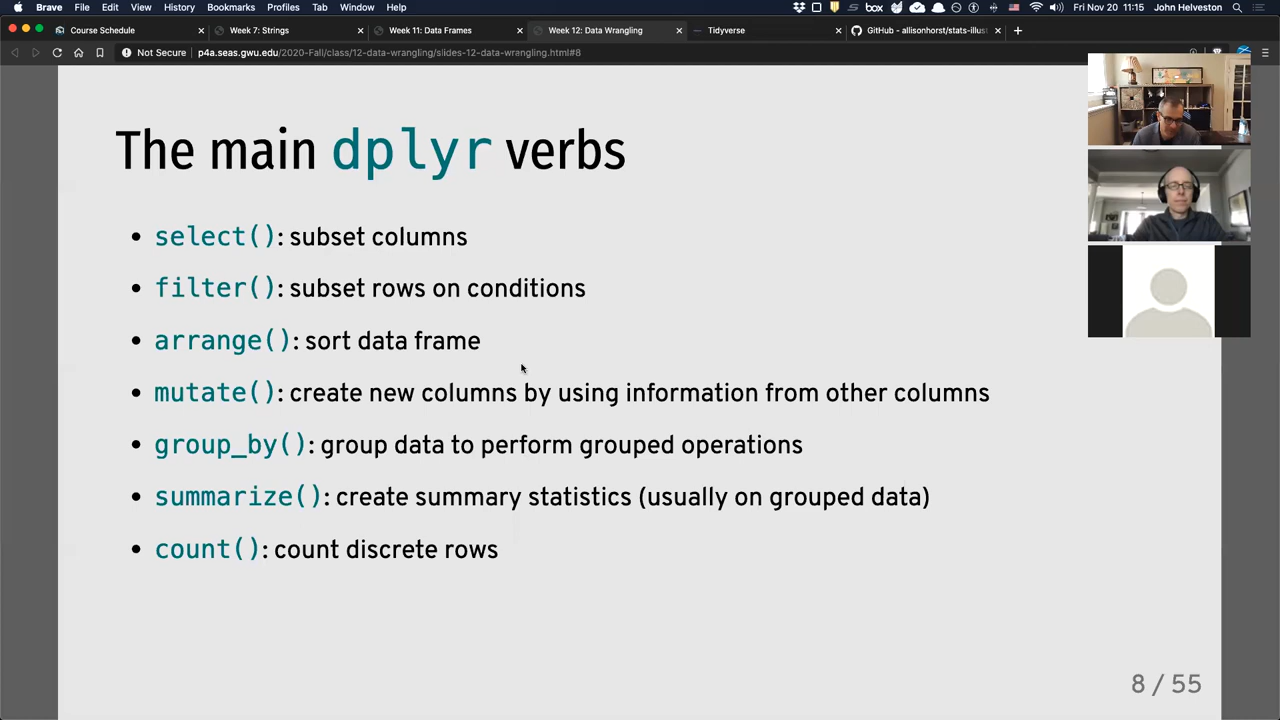 Brave File Edit View History Bookmarks Profiles Tab Window Help box Fri Nov 20 11:15 John Helveston
Course Schedule Week 7: Strings Week 11: Data Frames Week 12: Data Wrangling Tidyverse GitHub - allisonhorst/stats-illust
Not Secure p4a.seas.gwu.edu/2020-Fall/class/12-data-wrangling/slides-12-data-wrangling.html#8
The main dplyr verbs
• select(): subset columns
• filter(): subset rows on conditions
• arrange(): sort data frame
• mutate(): create new columns by using information from other columns
• group_by(): group data to perform grouped operations
• summarize(): create summary statistics (usually on grouped data)
• count(): count discrete rows
8 / 55